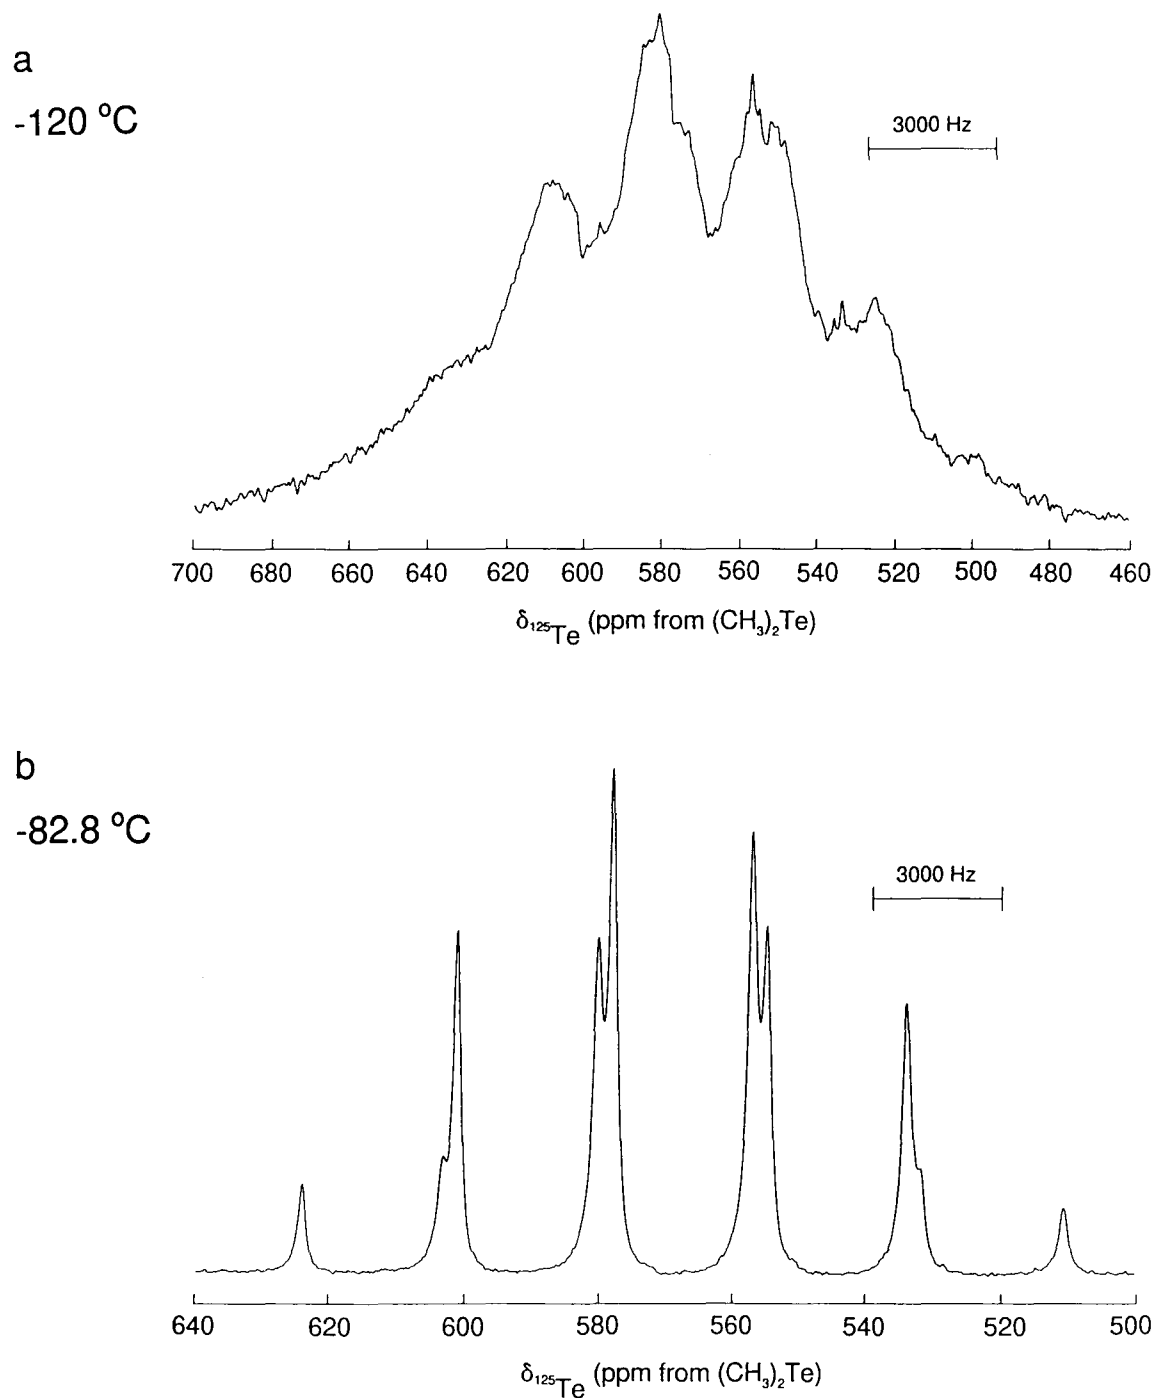 a
-120 °C
3000 Hz
700 680 660 640 620 600 580 560 540 520 500 480 460
δ₁₂₅Te (ppm from (CH₃)₂Te)
b
-82.8 °C
3000 Hz
640 620 600 580 560 540 520 500
δ₁₂₅Te (ppm from (CH₃)₂Te)